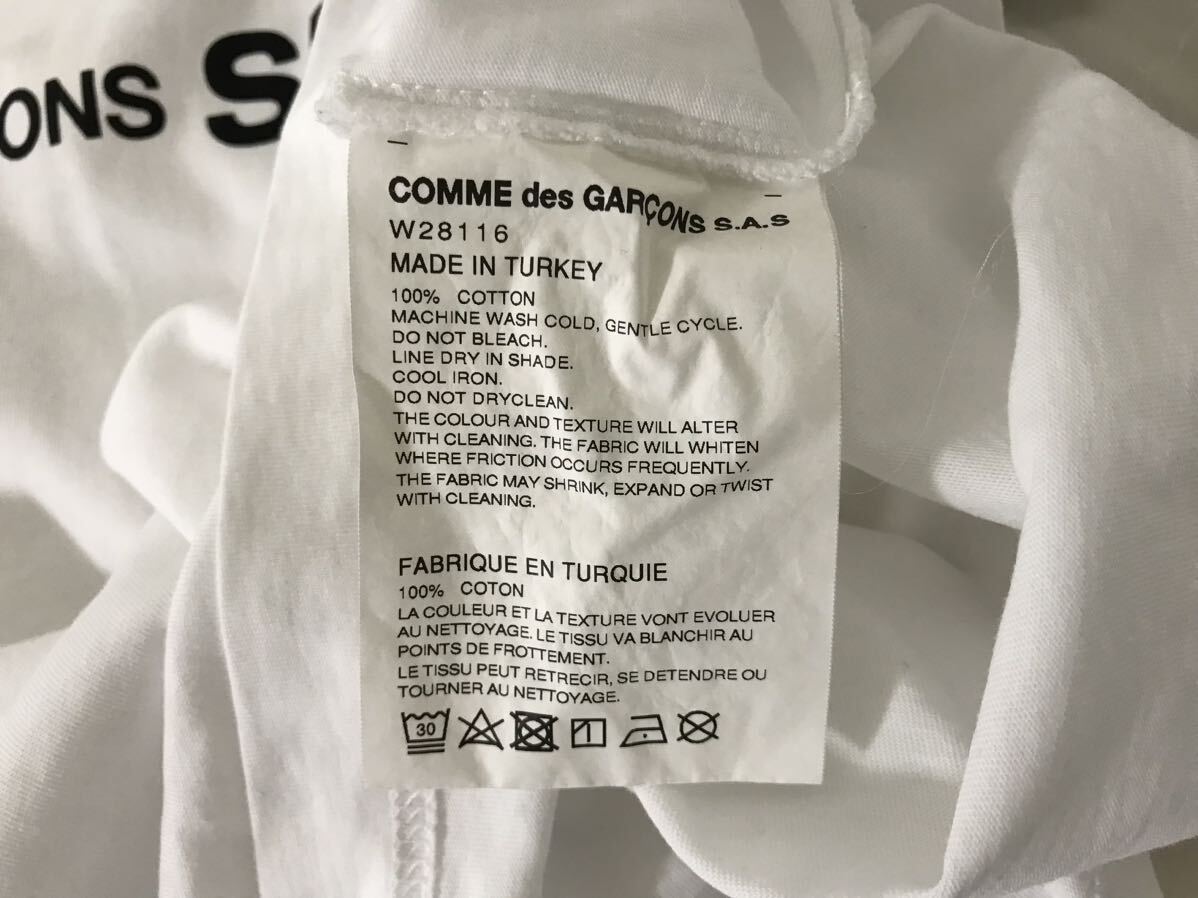 ONS S
COMME des GARÇONS S.A.S
W28116
MADE IN TURKEY
100% COTTON
MACHINE WASH COLD, GENTLE CYCLE.
DO NOT BLEACH.
LINE DRY IN SHADE.
COOL IRON.
DO NOT DRYCLEAN.
THE COLOUR AND TEXTURE WILL ALTER
WITH CLEANING. THE FABRIC WILL WHITEN
WHERE FRICTION OCCURS FREQUENTLY.
THE FABRIC MAY SHRINK, EXPAND OR TWIST
WITH CLEANING.
FABRIQUE EN TURQUIE
100% COTON
LA COULEUR ET LA TEXTURE VONT EVOLUER
AU NETTOYAGE. LE TISSU VA BLANCHIR AU
POINTS DE FROTTEMENT.
LE TISSU PEUT RETRECIR, SE DETENDRE OU
TOURNER AU NETTOYAGE.
30